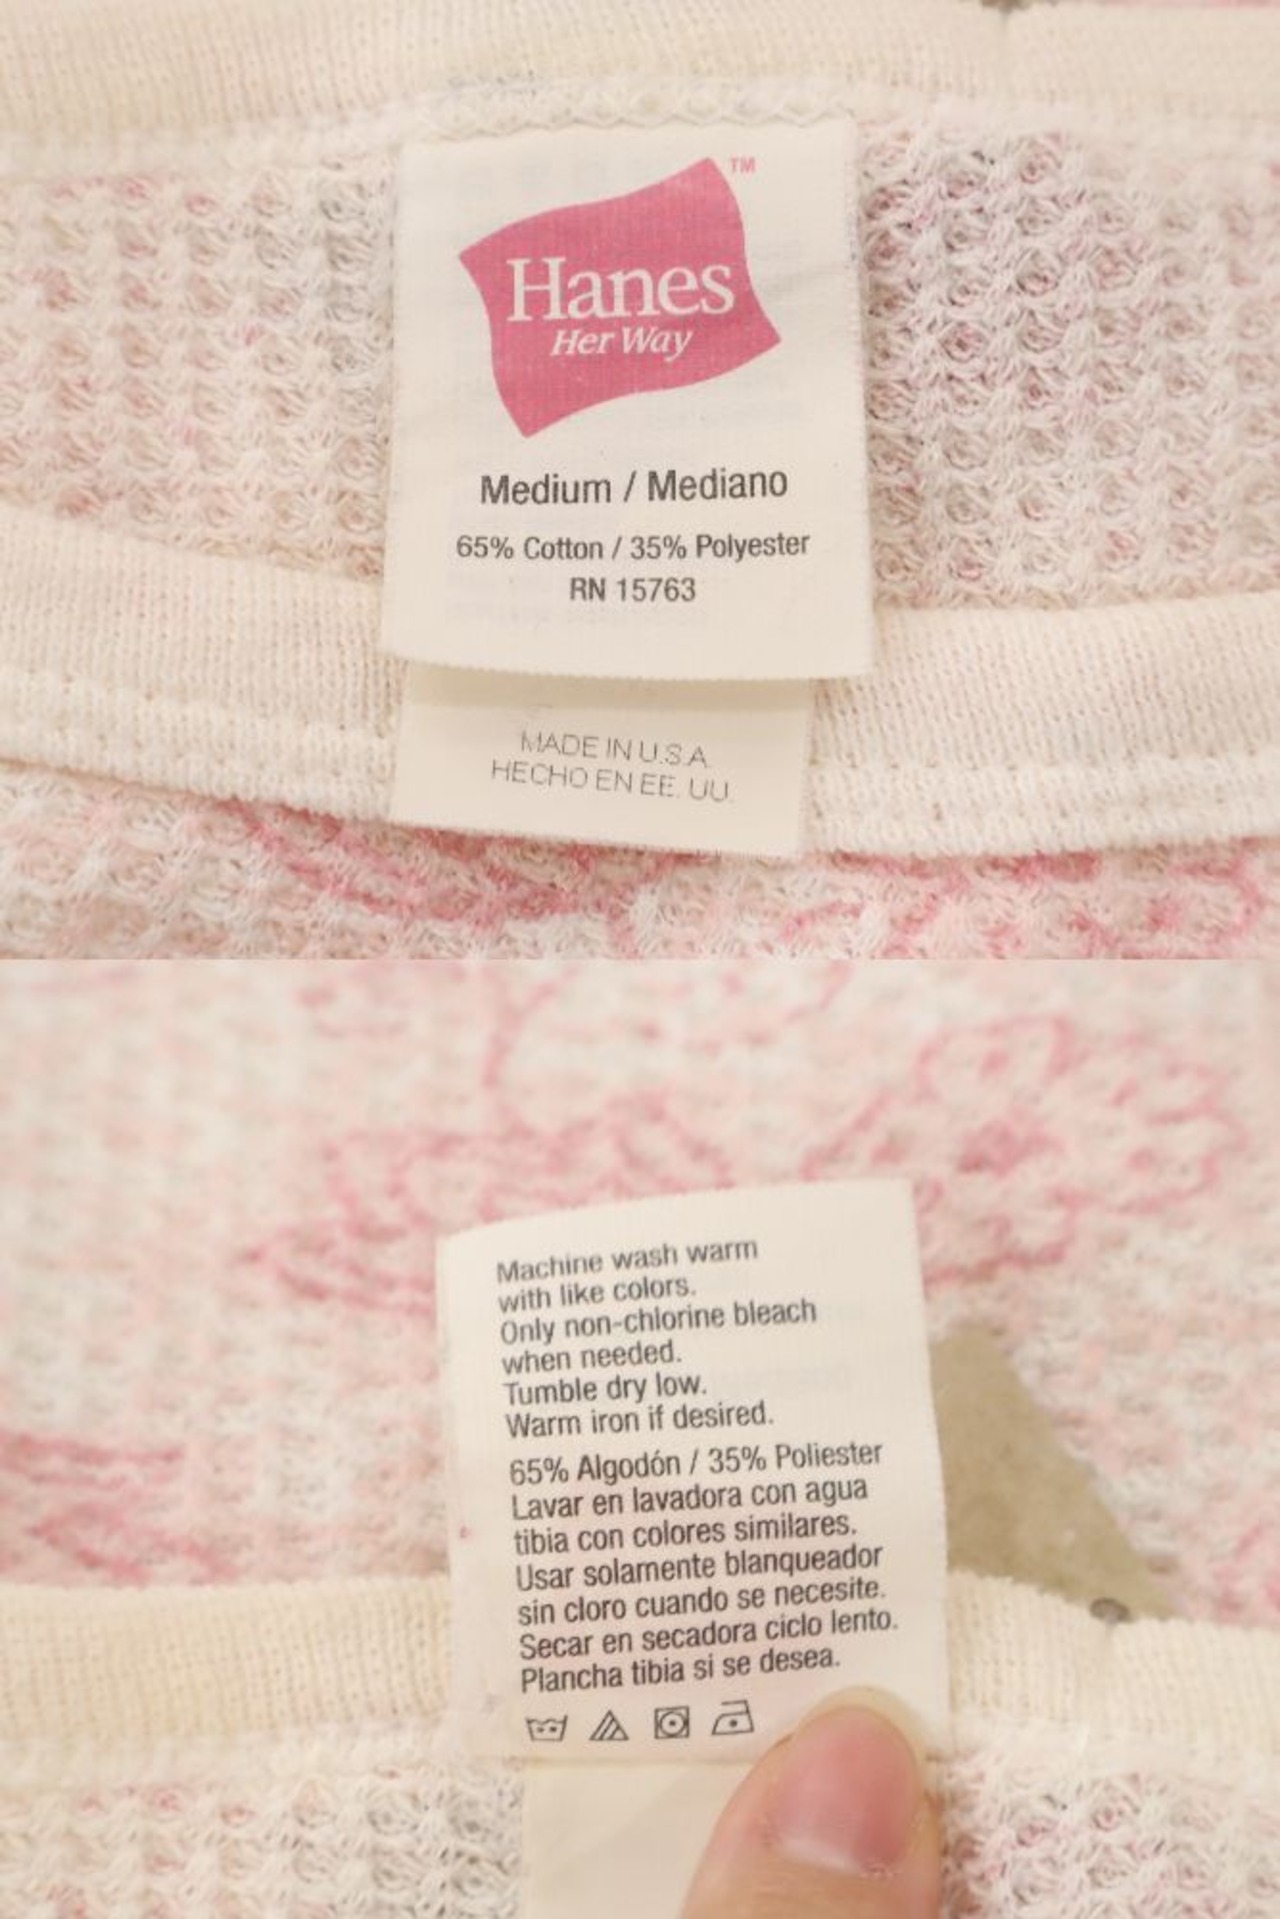 TM
Hanes
Her Way
Medium / Mediano
65% Cotton / 35% Polyester
RN 15763
MADE IN U.S.A.
HECHO EN EE. UU.
Machine wash warm
with like colors.
Only non-chlorine bleach
when needed.
Tumble dry low.
Warm iron if desired.
65% Algodón / 35% Poliester
Lavar en lavadora con agua
tibia con colores similares.
Usar solamente blanqueador
sin cloro cuando se necesite.
Secar en secadora ciclo lento.
Plancha tibia si se desea.